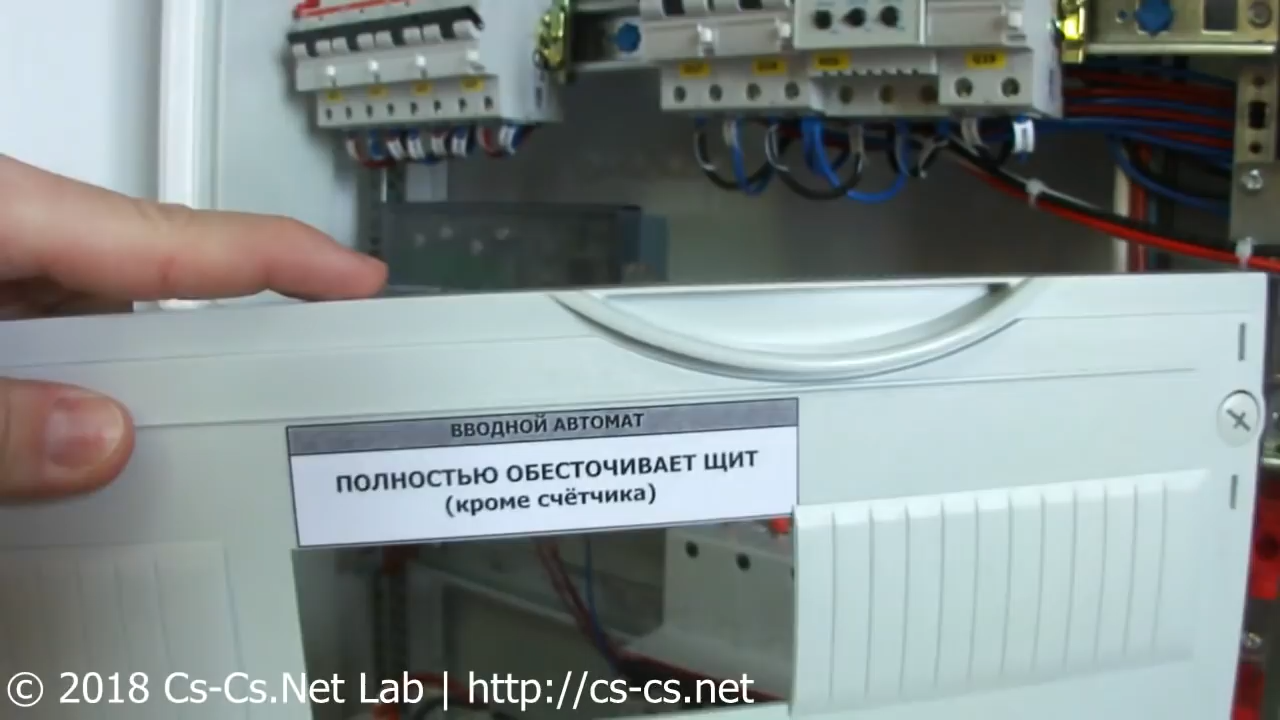 ВВОДНОЙ АВТОМАТ
ПОЛНОСТЬЮ ОБЕСТОЧИВАЕТ ЩИТ
(кроме счётчика)
© 2018 Cs-Cs.Net Lab | http://cs-cs.net